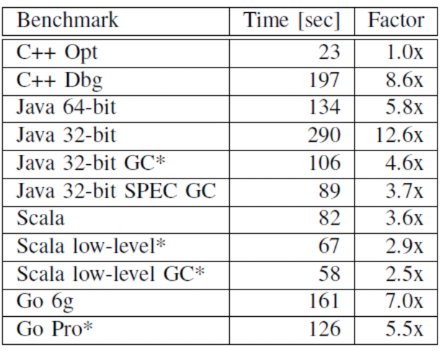 Benchmark Time [sec] Factor
C++ Opt 23 1.0x
C++ Dbg 197 8.6x
Java 64-bit 134 5.8x
Java 32-bit 290 12.6x
Java 32-bit GC* 106 4.6x
Java 32-bit SPEC GC 89 3.7x
Scala 82 3.6x
Scala low-level* 67 2.9x
Scala low-level GC* 58 2.5x
Go 6g 161 7.0x
Go Pro* 126 5.5x